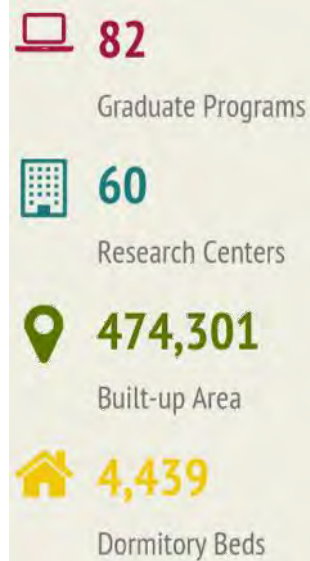 82
Graduate Programs
60
Research Centers
474,301
Built-up Area
4,439
Dormitory Beds